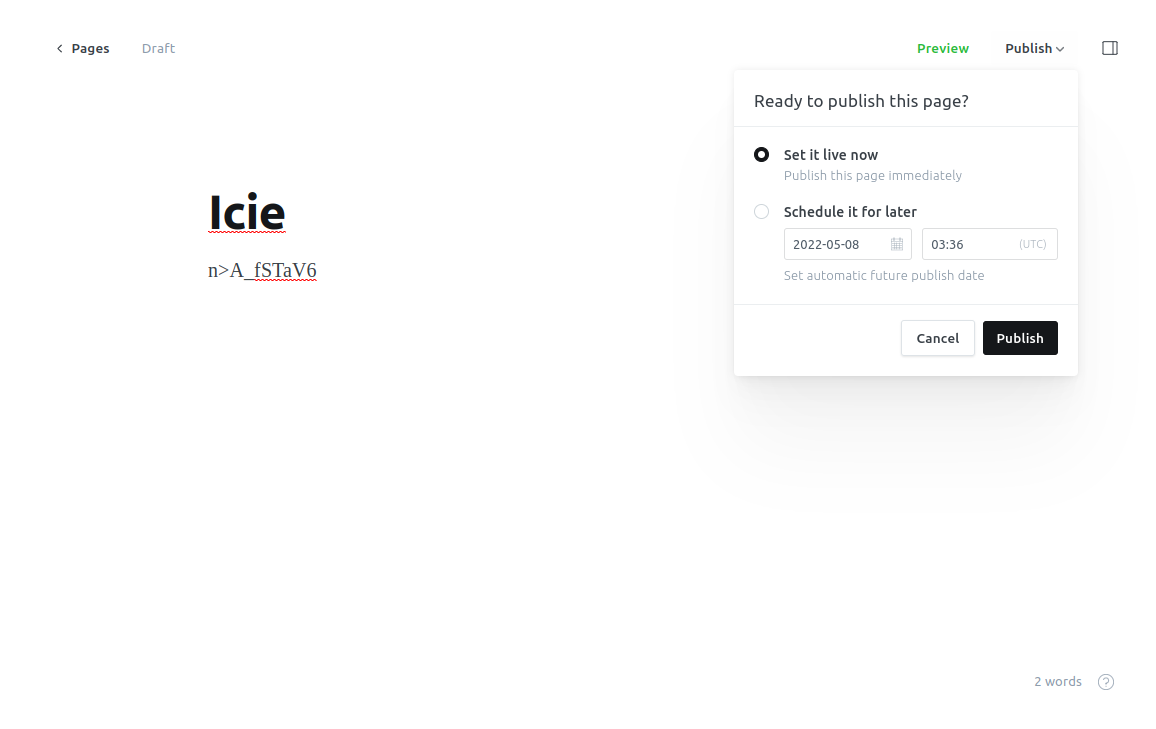 Pages
Draft
Preview
Publish
Ready to publish this page?
Set it live now
Publish this page immediately
Schedule it for later
2022-05-08
03:36
(UTC)
Set automatic future publish date
Cancel
Publish
Icie
n>A_fSTaV6
2 words
?